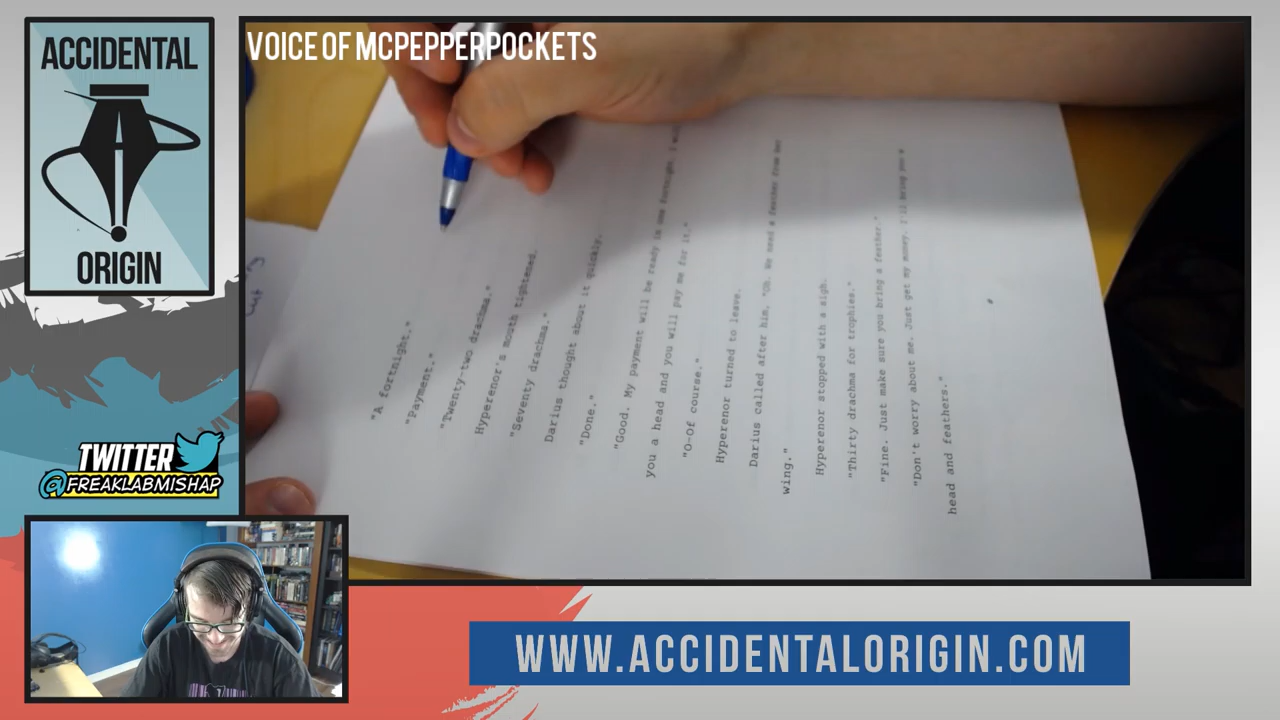 ACCIDENTAL
ORIGIN
VOICE OF MCPEPPERPOCKETS
"A fortnight."
"Payment."
"Twenty-two drachma."
Hyperenor's mouth tightened.
"Seventy drachma."
Darius thought about it quickly.
"Done."
"Good. My payment will be ready in one fortnight. I
you a head and you will pay me for it."
"O-Of course."
Hyperenor turned to leave.
Darius called after him. "Oh. We need a feather from her
wing."
Hyperenor stopped with a sigh.
"Thirty drachma for trophies."
"Fine. Just make sure you bring a feather."
"Don't worry about me. Just get my money. I'll bring you a
head and feathers."
TWITTER
@FREAKLABMISHAP
WWW.ACCIDENTALORIGIN.COM